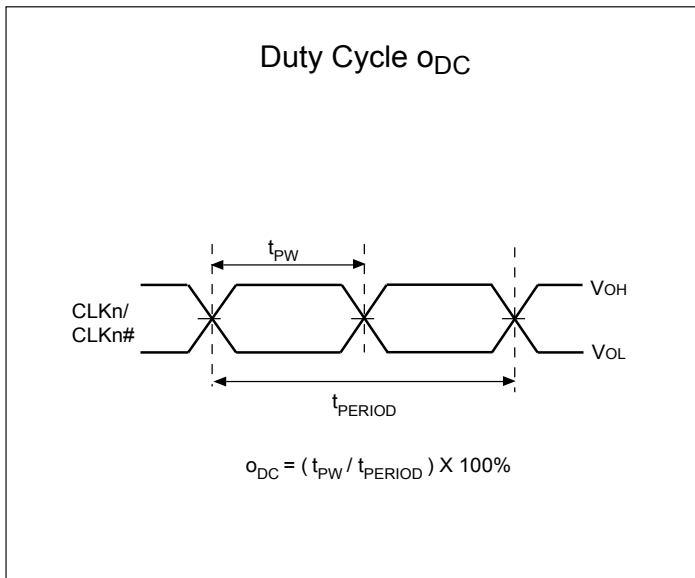 Duty Cycle oDC
tPW
CLKn/
CLKn#
VOH
VOL
tPERIOD
oDC = ( tPW / tPERIOD ) X 100%